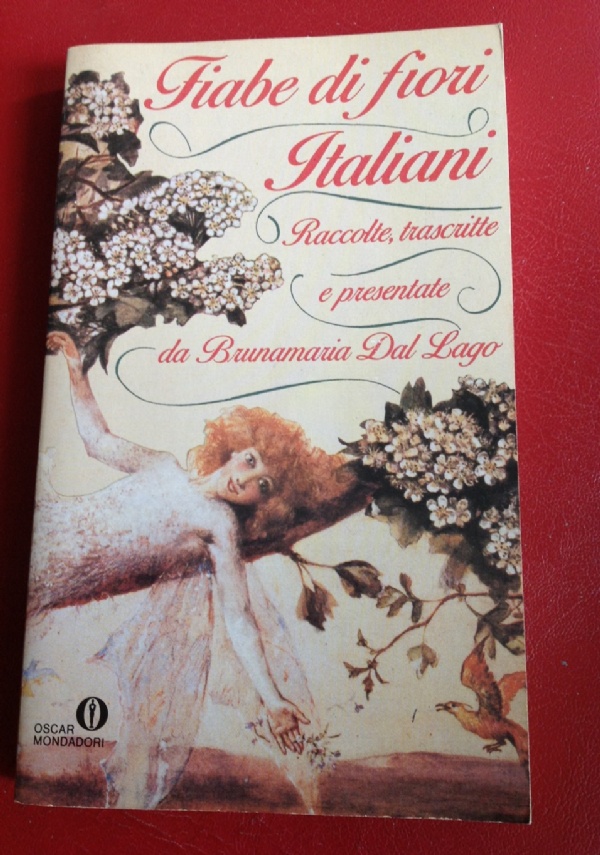 Fiabe di fiori
Italiani
Raccolte, trascritte
e presentate
da Brunamaria Dal Lago
OSCAR
MONDADORI